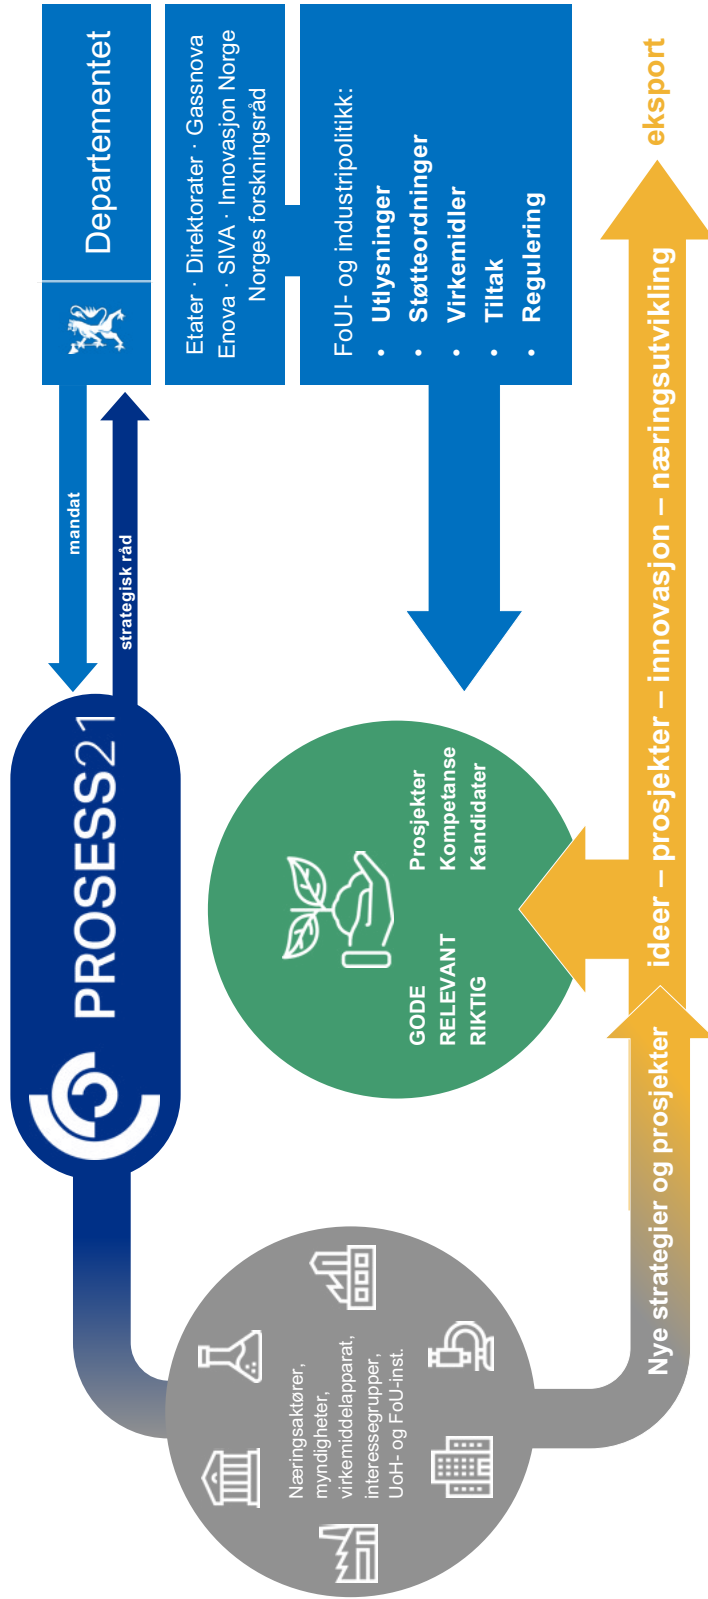 PROSESS21
mandat
strategisk råd
Departementet
Etater · Direktorater · Gassnova
Enova · SIVA · Innovasjon Norge
Norges forskningsråd
FoUI- og industripolitikk:
• Utlysninger
• Støtteordninger
• Virkemidler
• Tiltak
• Regulering
Næringsaktører,
myndigheter,
virkemiddelapparat,
interessegrupper,
UoH- og FoU-inst.
GODE Prosjekter
RELEVANT Kompetanse
RIKTIG Kandidater
Nye strategier og prosjekter
ideer – prosjekter – innovasjon – næringsutvikling
eksport